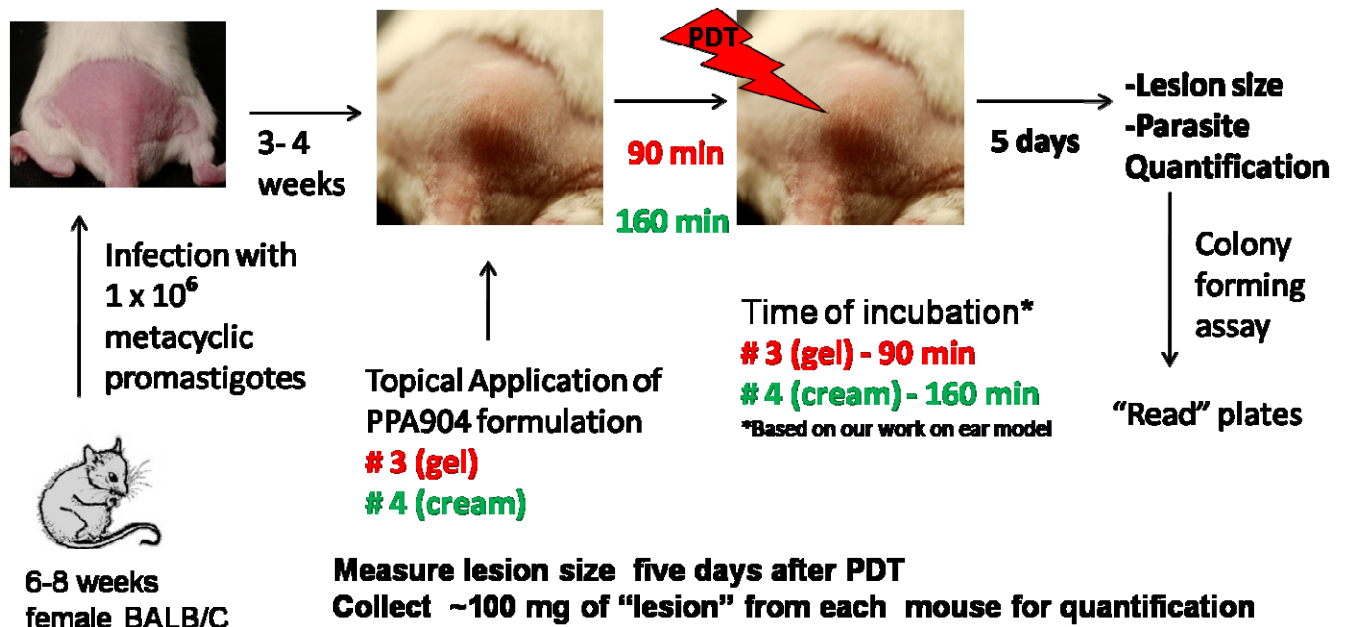 PDT
3- 4
weeks
90 min
160 min
5 days
-Lesion size
-Parasite
Quantification
Infection with
1 x 10⁶
metacyclic
promastigotes
Colony
forming
assay
Topical Application of
PPA904 formulation
# 3 (gel)
# 4 (cream)
Time of incubation*
# 3 (gel) - 90 min
# 4 (cream) - 160 min
*Based on our work on ear model
“Read” plates
6-8 weeks
female BALB/C
Measure lesion size five days after PDT
Collect ~100 mg of “lesion” from each mouse for quantification